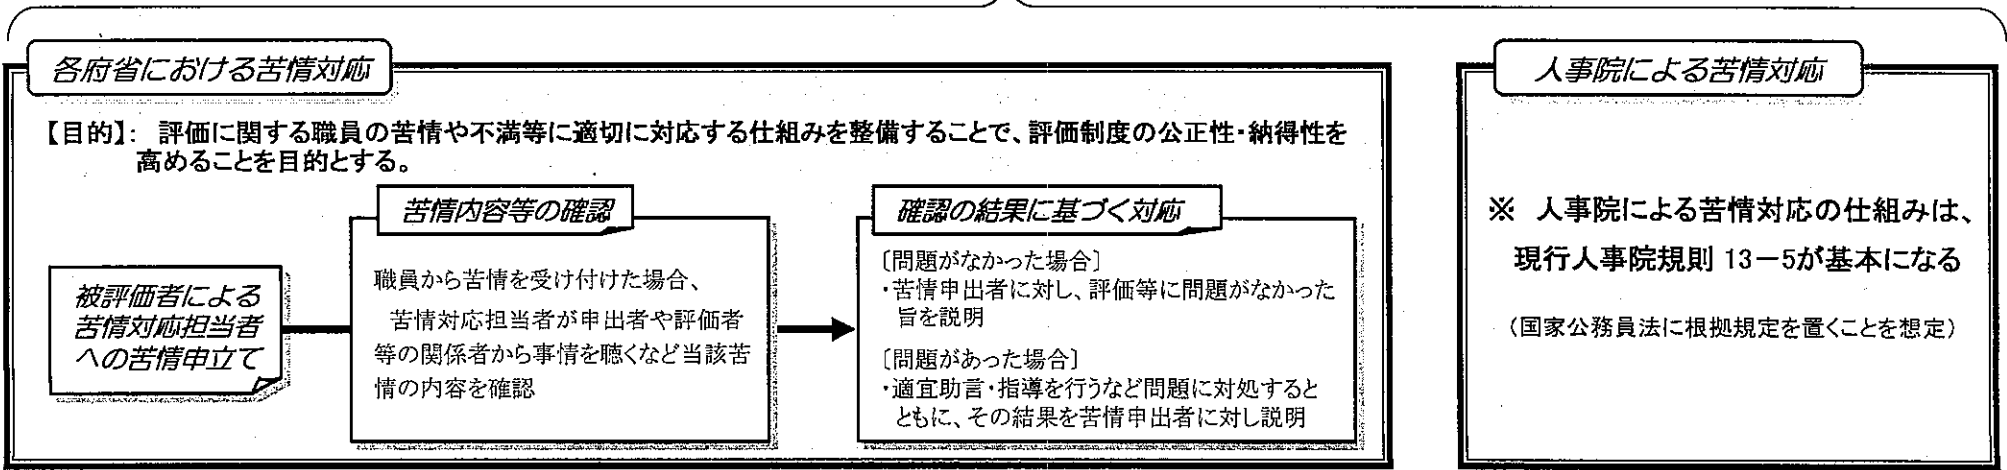 各府省における苦情対応
【目的】： 評価に関する職員の苦情や不満等に適切に対応する仕組みを整備することで、評価制度の公正性・納得性を
高めることを目的とする。
被評価者による
苦情対応担当者
への苦情申立て
苦情内容等の確認
職員から苦情を受け付けた場合、
苦情対応担当者が申出者や評価者
等の関係者から事情を聴くなど当該苦
情の内容を確認
確認の結果に基づく対応
〔問題がなかった場合〕
・苦情申出者に対し、評価等に問題がなかった
旨を説明
〔問題があった場合〕
・適宜助言・指導を行うなど問題に対処すると
ともに、その結果を苦情申出者に対し説明
人事院による苦情対応
※ 人事院による苦情対応の仕組みは、
現行人事院規則 13－5が基本になる
（国家公務員法に根拠規定を置くことを想定）